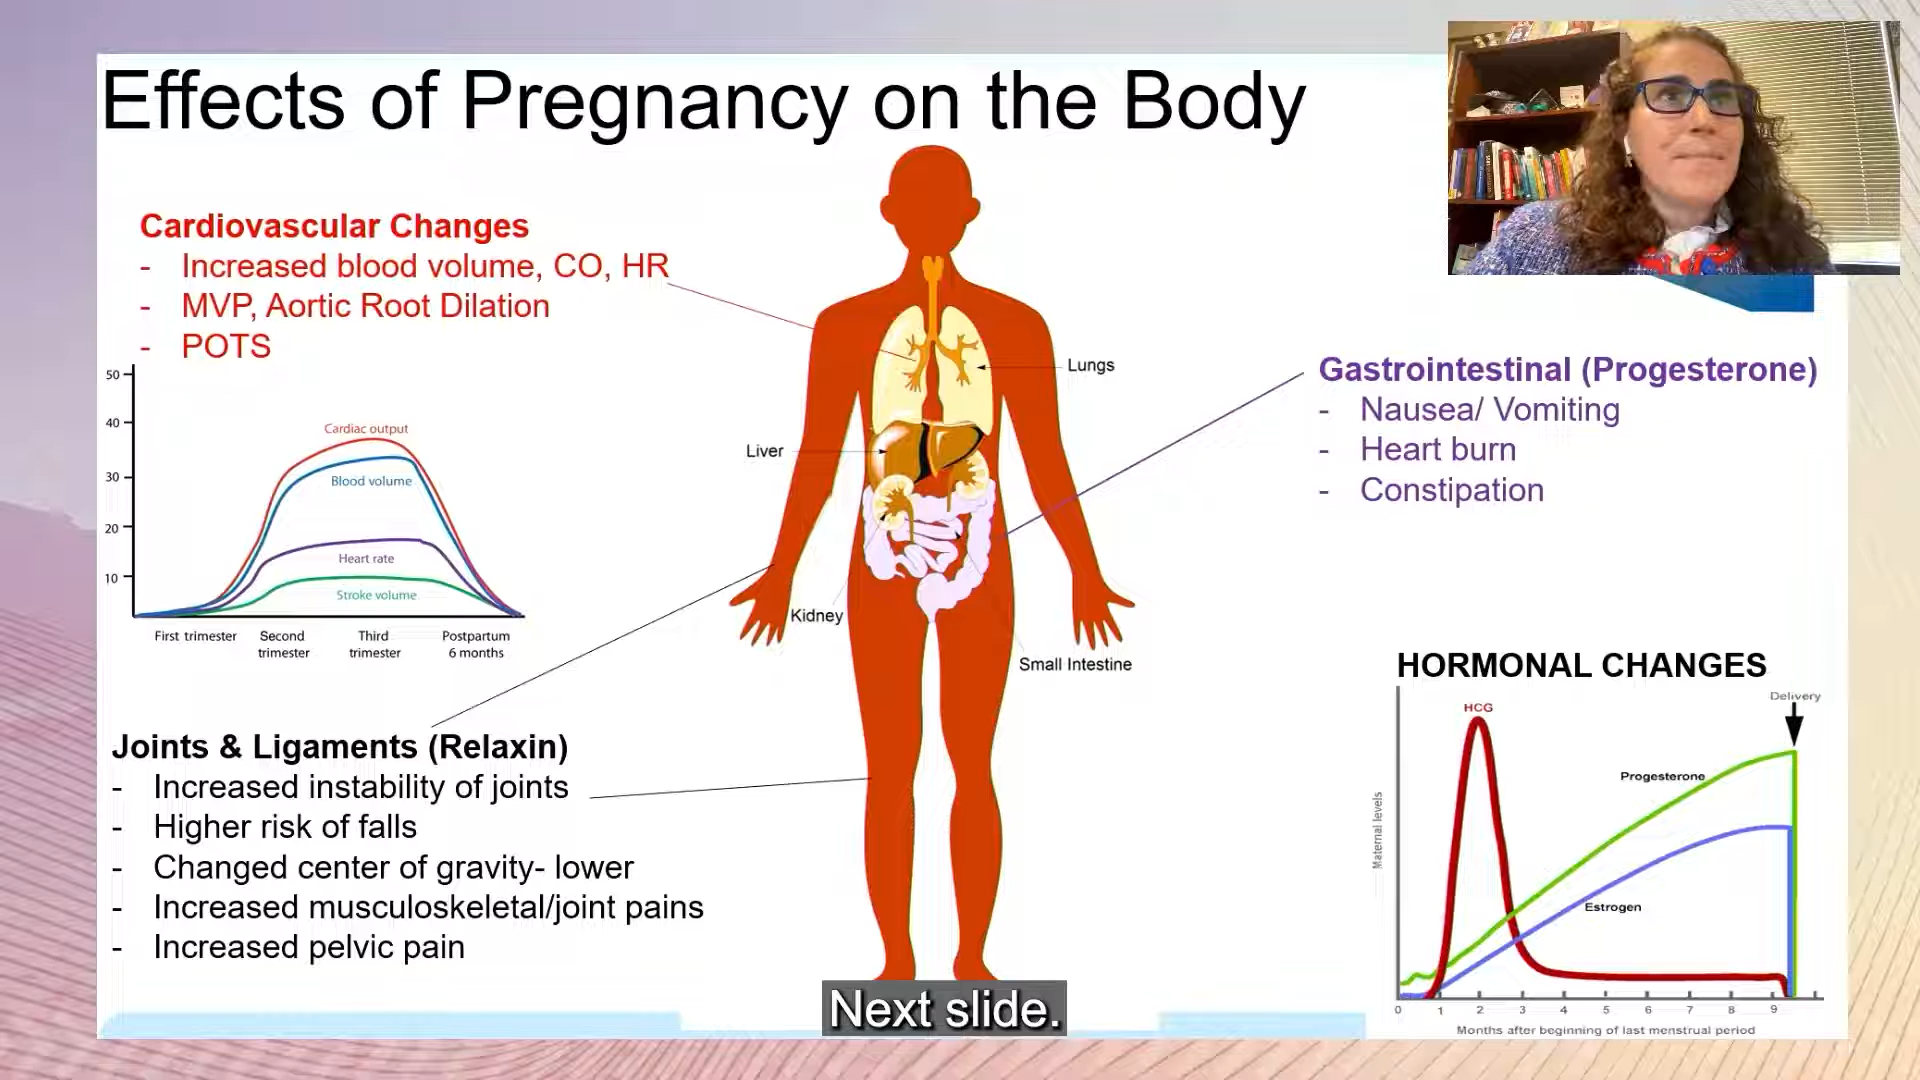 Effects of Pregnancy on the Body
Cardiovascular Changes
- Increased blood volume, CO, HR
- MVP, Aortic Root Dilation
- POTS
50
40
30
20
10
Cardiac output
Blood volume
Heart rate
Stroke volume
First trimester
Second
trimester
Third
trimester
Postpartum
6 months
Joints & Ligaments (Relaxin)
- Increased instability of joints
- Higher risk of falls
- Changed center of gravity- lower
- Increased musculoskeletal/joint pains
- Increased pelvic pain
Lungs
Liver
Kidney
Small Intestine
Gastrointestinal (Progesterone)
- Nausea/ Vomiting
- Heart burn
- Constipation
HORMONAL CHANGES
Delivery
HCG
Progesterone
Estrogen
Maternal levels
0 1 2 3 4 5 6 7 8 9
Months after beginning of last menstrual period
Next slide.